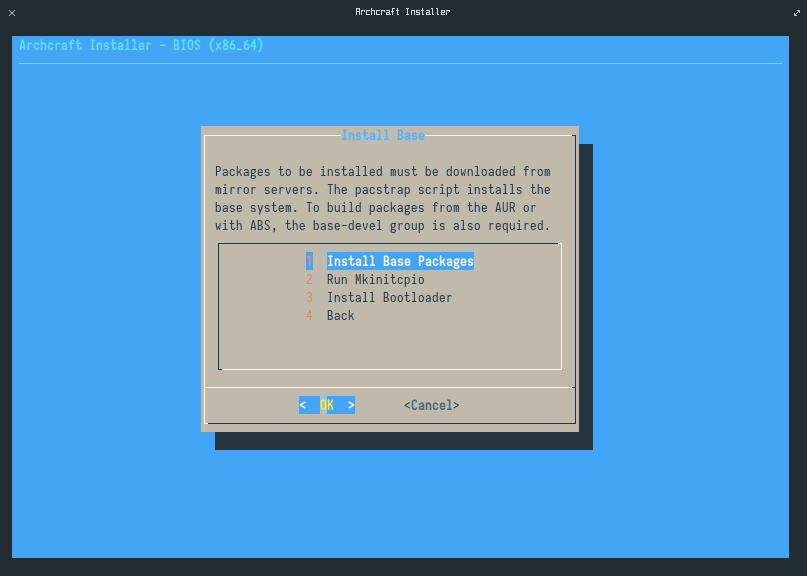 Archcraft Installer
Archcraft Installer - BIOS (x86_64)
Install Base
Packages to be installed must be downloaded from
mirror servers. The pacstrap script installs the
base system. To build packages from the AUR or
with ABS, the base-devel group is also required.
1 Install Base Packages
2 Run Mkinitcpio
3 Install Bootloader
4 Back
< OK > <Cancel>